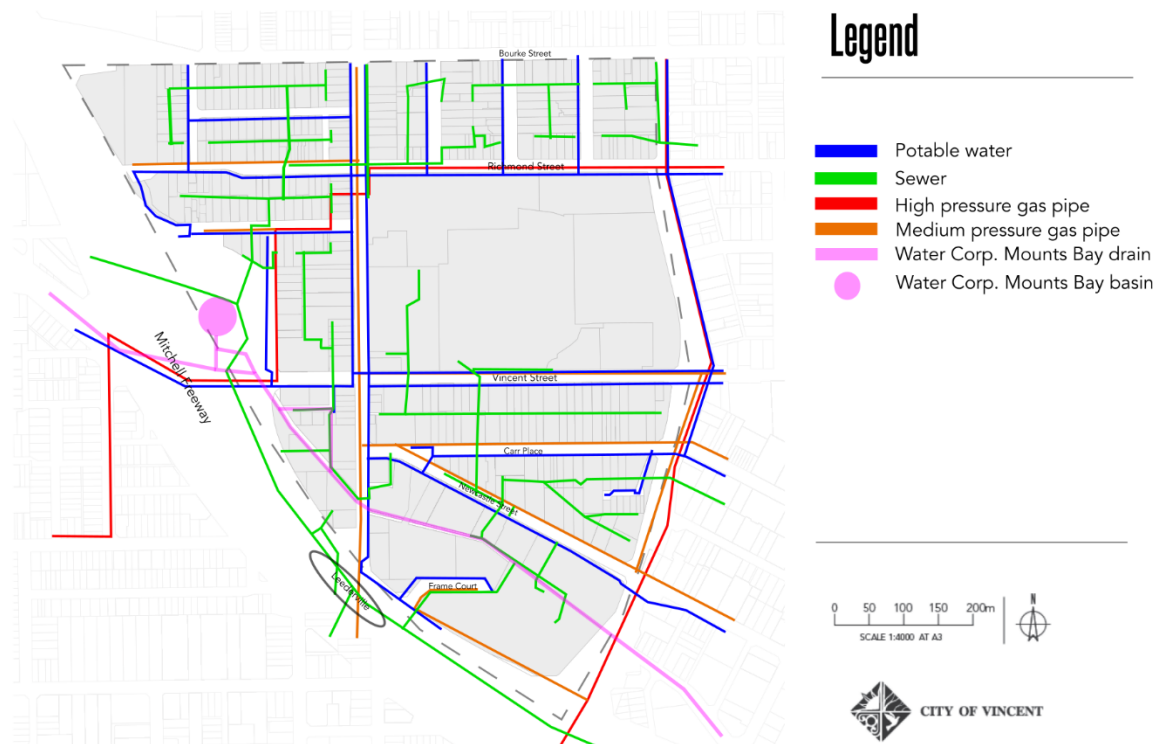 Legend
Bourke Street
Potable water
Richmond Street
Sewer
High pressure gas pipe
Medium pressure gas pipe
Water Corp. Mounts Bay drain
Water Corp. Mounts Bay basin
Mitchell Freeway
Vincent Street
Carr Place
Newcastle Street
Leederville
Frame Court
0 50 100 150 200m
N
SCALE 1:4000 AT A3
CITY OF VINCENT